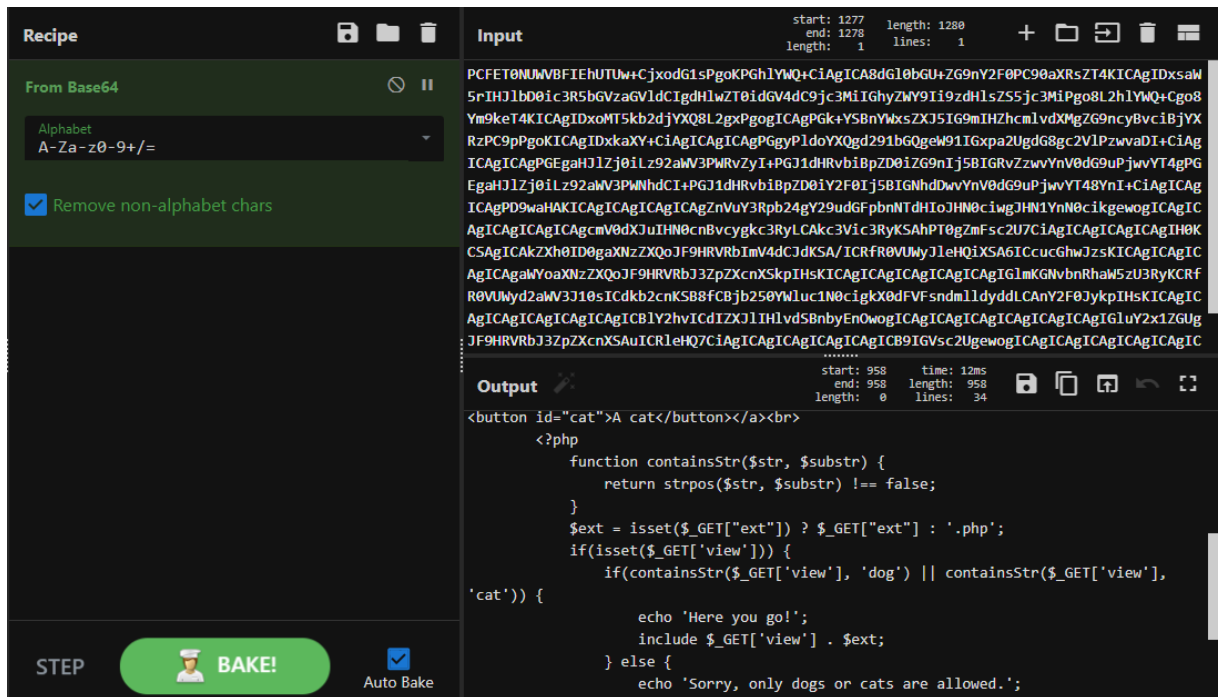 Recipe
From Base64
Alphabet
A-Za-z0-9+/=
Remove non-alphabet chars
STEP
BAKE!
Auto Bake
Input
start: 1277
end: 1278
length: 1
length: 1280
lines: 1
PCFET0NUWVBFIEhUTUw+CjxodG1sPgoKPGhlYWQ+CiAgICA8dGl0bGU+ZG9nY2F0PC90aXRsZT4KICAgIDxsaW
5rIHJlbD0ic3R5bGVzaGVldCIgdHlwZT0idGV4dC9jc3MiIGhyZWY9Ii9zdHlsZS5jc3MiPgo8L2hlYWQ+Cgo8
Ym9keT4KICAgIDxoMT5kb2djYXQ8L2gxPgogICAgPGk+YSBnYWxsZXJ5IG9mIHZhcmlvdXMgZG9ncyBvciBjYX
RzPC9pPgoKICAgIDxkaXY+CiAgICAgICAgPGgyPldoYXQgd291bGQgeW91IGxpa2UgdG8gc2VlPzwvaDI+CiAg
ICAgICAgPGEgaHJlZj0iLz92aWV3PWRvZyI+PGJ1dHRvbiBpZD0iZG9nIj5BIGRvZzwvYnV0dG9uPjwvYT4gPG
EgaHJlZj0iLz92aWV3PWNhdCI+PGJ1dHRvbiBpZD0iY2F0Ij5BIGNhdDwvYnV0dG9uPjwvYT48YnI+CiAgICAg
ICAgPD9waHAKICAgICAgICAgICAgZnVuY3Rpb24gY29udGFpbnNTdHIoJHN0ciwgJHN1YnN0cikgewogICAgIC
AgICAgICAgICAgcmV0dXJuIHN0cnBvcygkc3RyLCAkc3Vic3RyKSAhPT0gZmFsc2U7CiAgICAgICAgICAgIH0K
CSAgICAkZXh0ID0gaXNzZXQoJF9HRVRbImV4dCJdKSA/ICRfR0VUWyJleHQiXSA6ICcucGhwJzsKICAgICAgIC
AgICAgaWYoaXNzZXQoJF9HRVRbJ3ZpZXcnXSkpIHsKICAgICAgICAgICAgICAgIGlmKGNvbnRhaW5zU3RyKCRf
R0VUWyd2aWV3J10sICdkb2cnKSB8fCBjb250YWluc1N0cigkX0dFVFsndmlldyddLCAnY2F0JykpIHsKICAgIC
AgICAgICAgICAgICAgICBlY2hvICdIZXJlIHlvdSBnbyEnOwogICAgICAgICAgICAgICAgICAgIGluY2x1ZGUg
JF9HRVRbJ3ZpZXcnXSAuICRleHQ7CiAgICAgICAgICAgICAgICB9IGVsc2UgewogICAgICAgICAgICAgICAgIC
Output
start: 958
end: 958
length: 0
time: 12ms
length: 958
lines: 34
<button id="cat">A cat</button></a><br>
<?php
function containsStr($str, $substr) {
return strpos($str, $substr) !== false;
}
$ext = isset($_GET["ext"]) ? $_GET["ext"] : '.php';
if(isset($_GET['view'])) {
if(containsStr($_GET['view'], 'dog') || containsStr($_GET['view'],
'cat')) {
echo 'Here you go!';
include $_GET['view'] . $ext;
} else {
echo 'Sorry, only dogs or cats are allowed.';